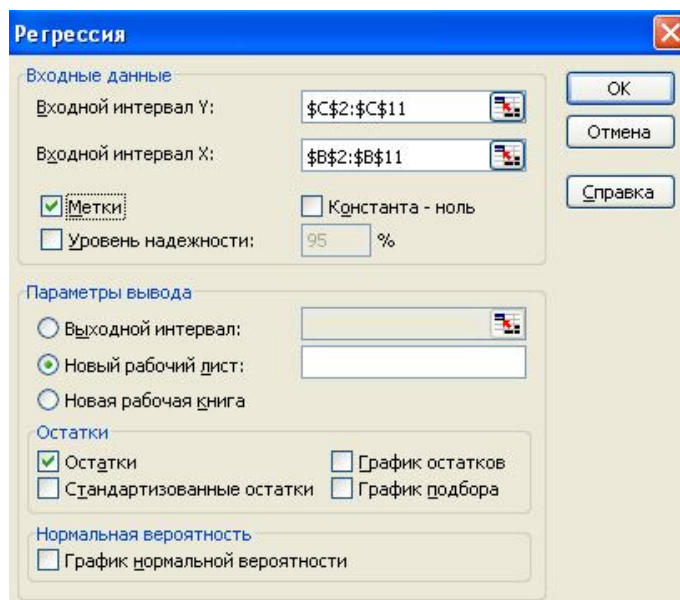 Регрессия
Входные данные
Входной интервал Y: $C$2:$C$11
Входной интервал X: $B$2:$B$11
Метки Константа - ноль
Уровень надежности: 95 %
OK
Отмена
Справка
Параметры вывода
Выходной интервал:
Новый рабочий лист:
Новая рабочая книга
Остатки
Остатки График остатков
Стандартизованные остатки График подбора
Нормальная вероятность
График нормальной вероятности